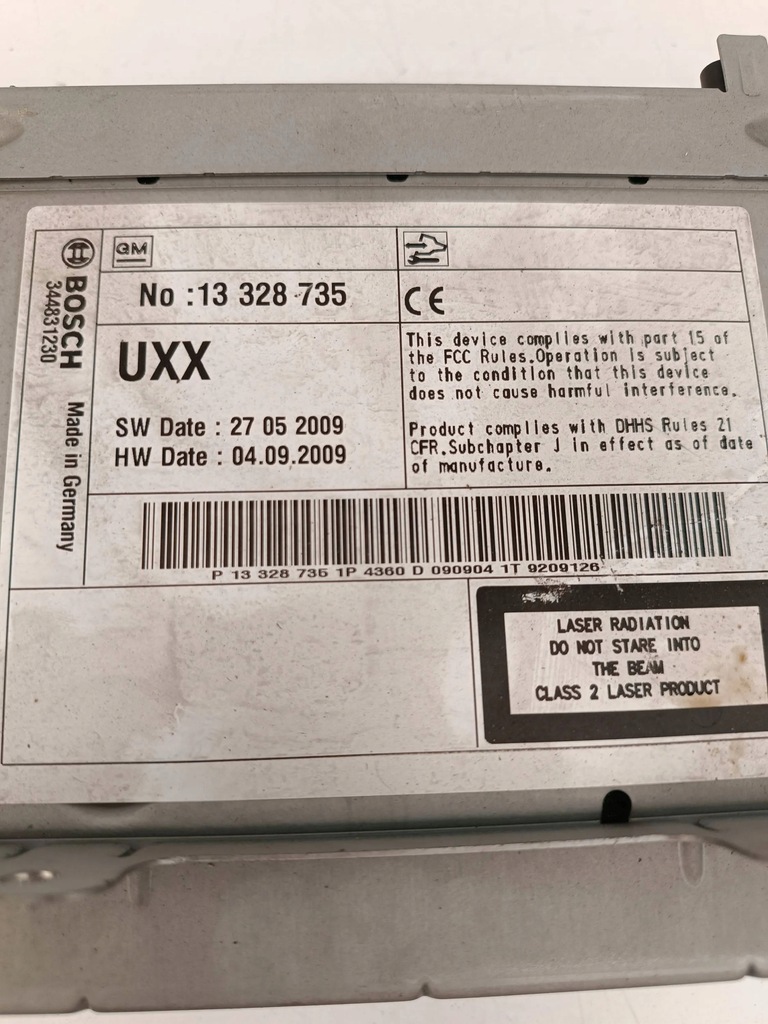 BOSCH Made in Germany
344831230
GM
No :13 328 735
UXX
SW Date : 27 05 2009
HW Date : 04.09.2009
CE
This device complies with part 15 of
the FCC Rules.Operation is subject
to the condition that this device
does not cause harmful interference.
Product complies with DHHS Rules 21
CFR.Subchapter J in effect as of date
of manufacture.
P 13 328 735 1P 4360 D 090904 1T 9209126
LASER RADIATION
DO NOT STARE INTO
THE BEAM
CLASS 2 LASER PRODUCT